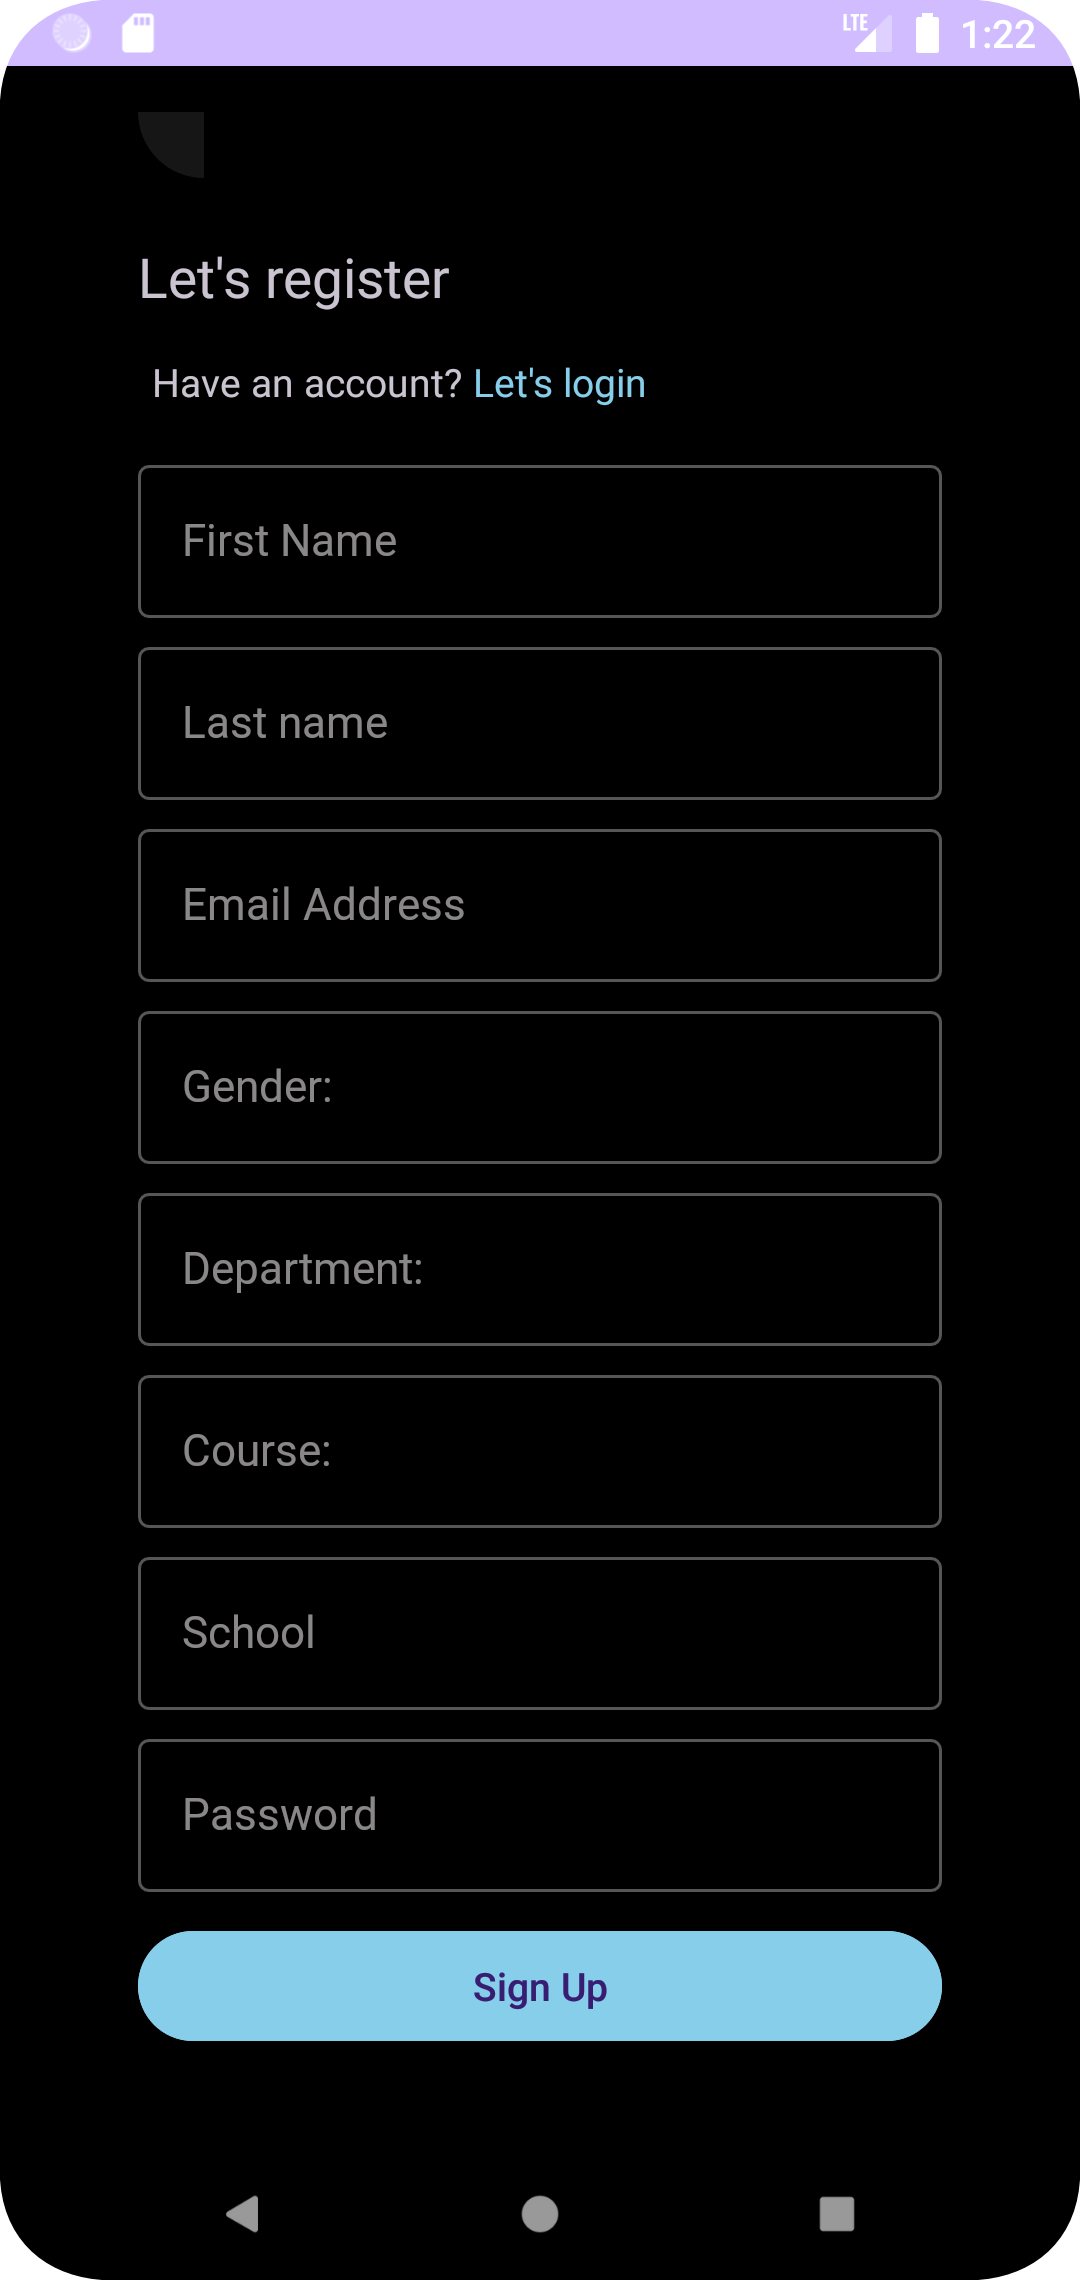 LTE 1:22
Let's register
Have an account? Let's login
First Name
Last name
Email Address
Gender:
Department:
Course:
School
Password
Sign Up